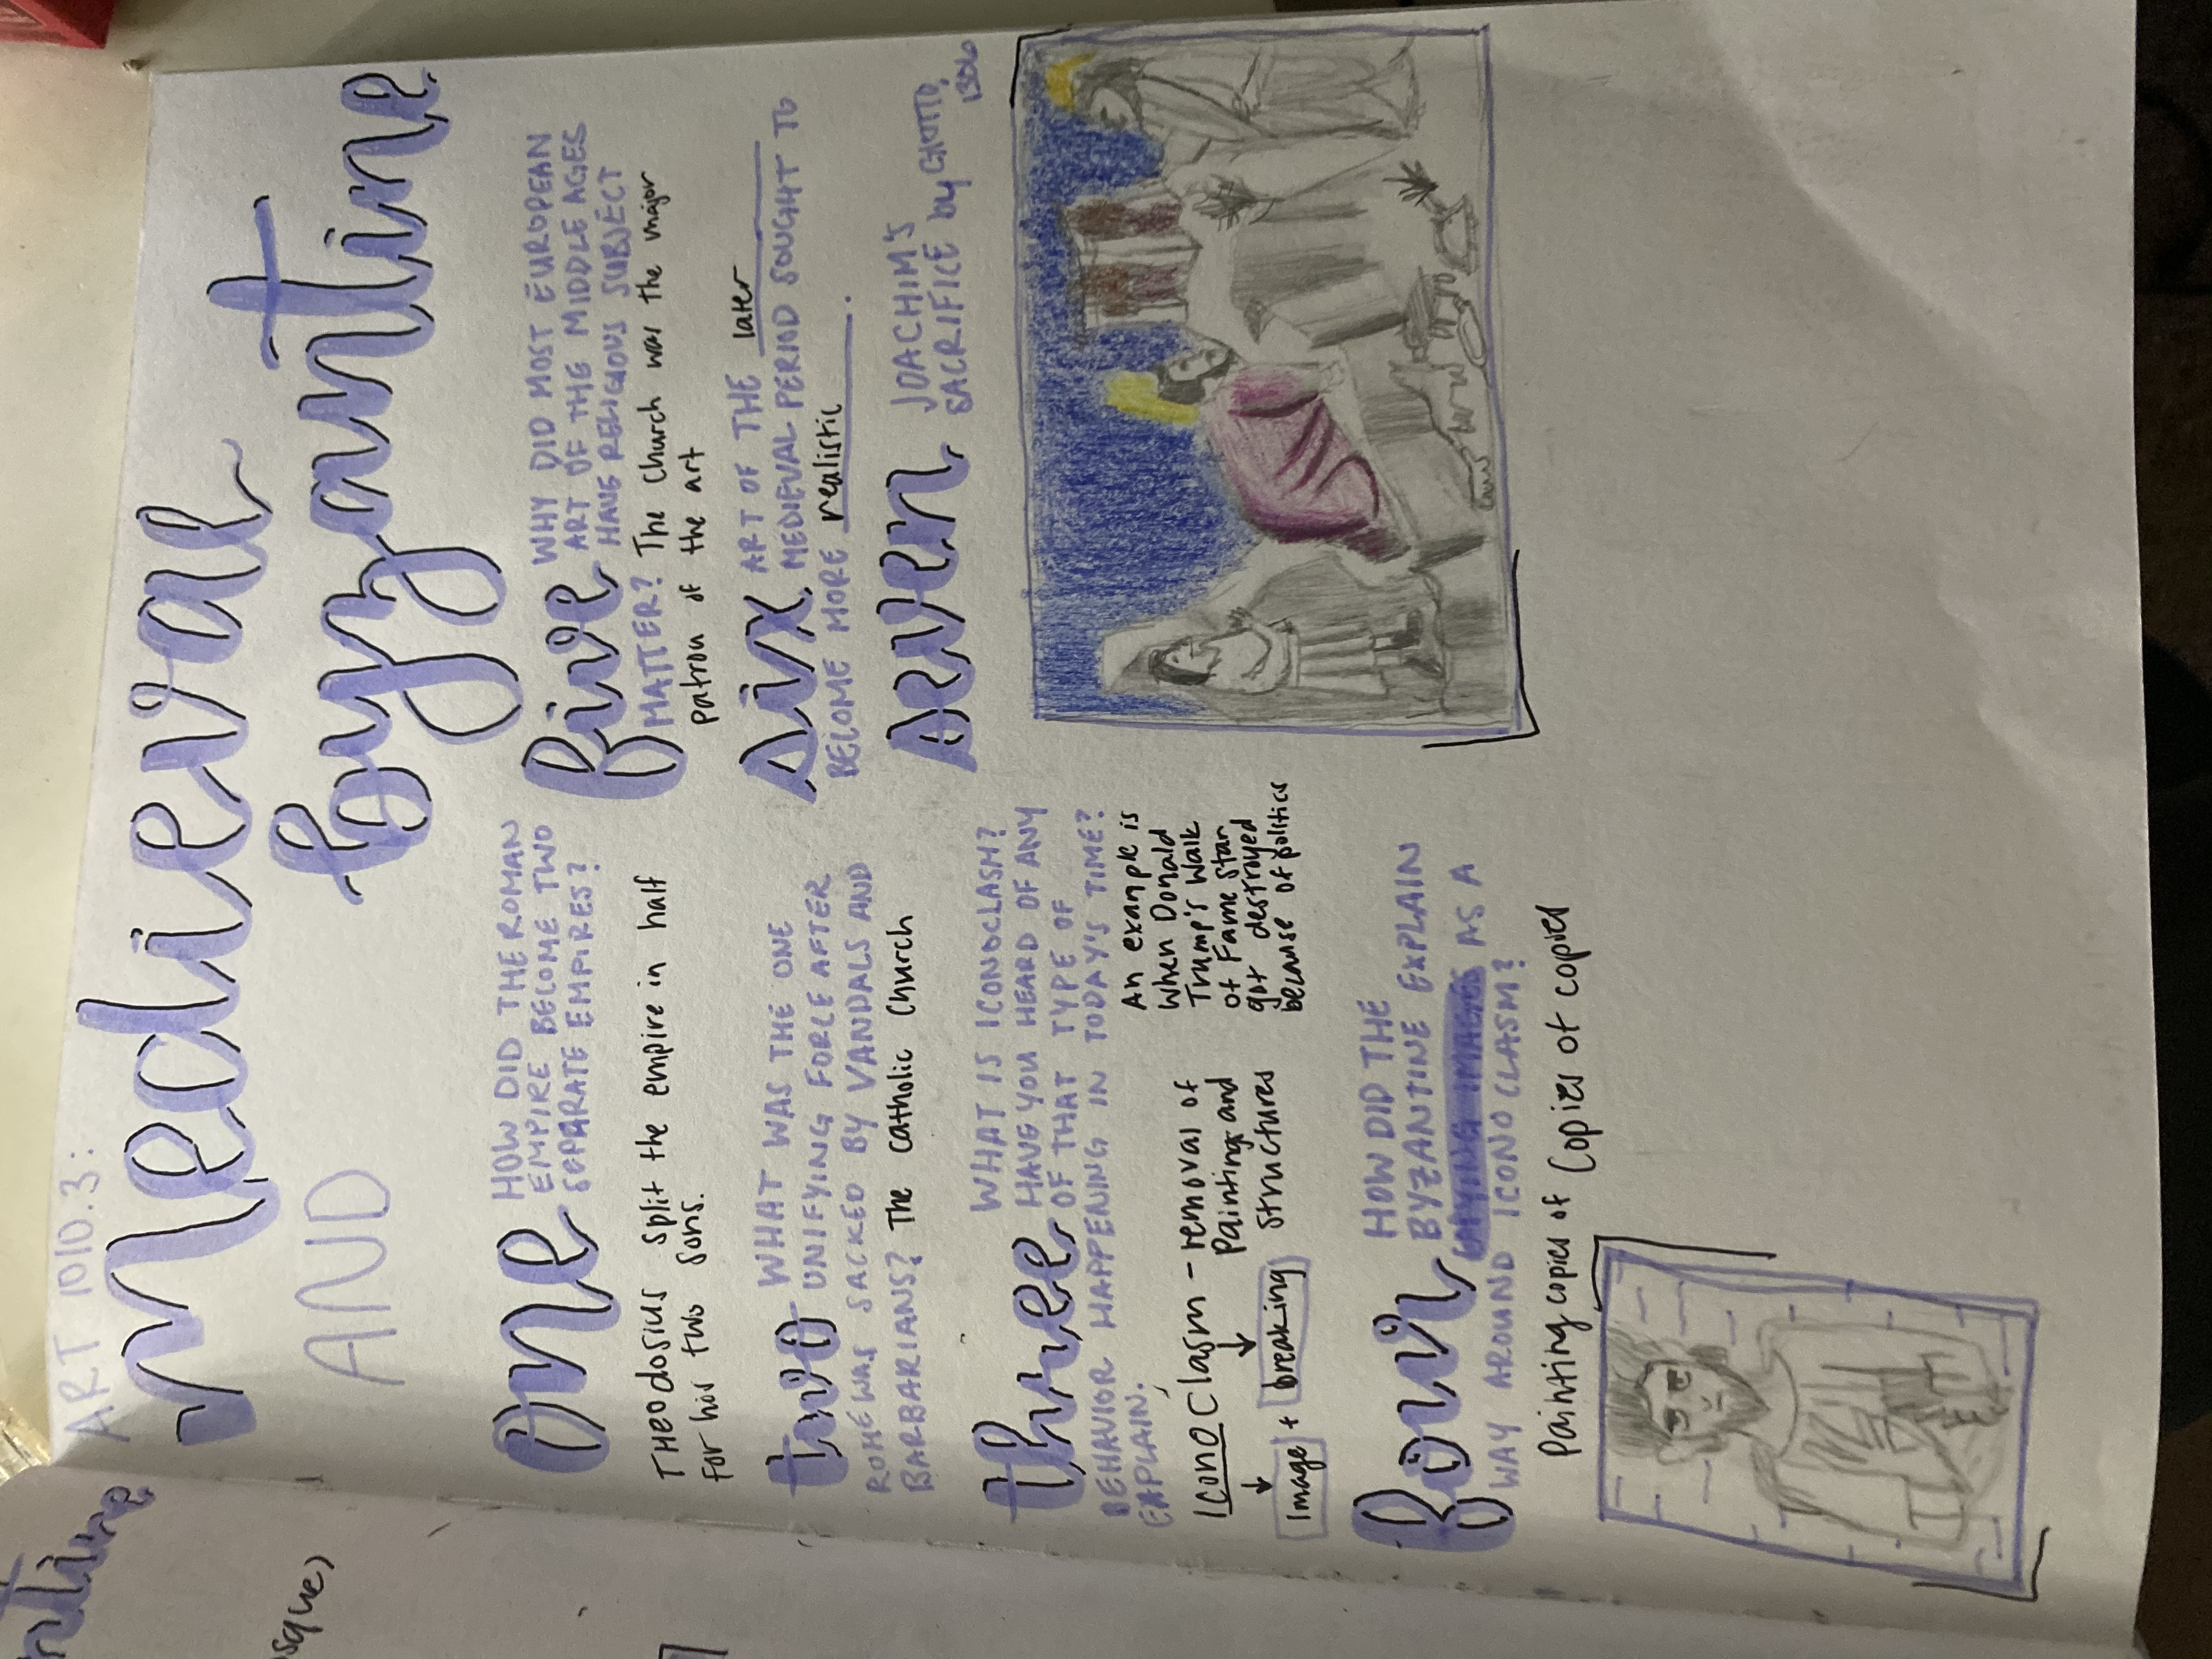 ntine
osque)
ART 1010.3:
Medieval
AND
byzantine
one HOW DID THE ROMAN
EMPIRE BECOME TWO
SEPARATE EMPIRES?
THEODOSIUS split the empire in half
for his two sons.
two WHAT WAS THE ONE
UNIFYING FORCE AFTER
ROME WAS SACKED BY VANDALS AND
BARBARIANS? The Catholic Church
three WHAT IS ICONOCLASM?
HAVE YOU HEARD OF ANY
OF THAT TYPE OF
BEHAVIOR HAPPENING IN TODAY'S TIME?
EXPLAIN.
Iconoclasm - removal of
Paintings and
Structures
Image + breaking
An example is
when Donald
Trump's Walk
of Fame Star
got destroyed
because of politics
four HOW DID THE
BYZANTINE EXPLAIN
COPYING IMAGES AS A
WAY AROUND ICONOCLASM?
Painting copies of copies of copies
five WHY DID MOST EUROPEAN
ART OF THE MIDDLE AGES
HAVE RELIGIOUS SUBJECT
MATTER? The Church was the major
patron of the art
six ART OF THE later
MEDIEVAL PERIOD SOUGHT TO
BECOME MORE realistic.
seven JOACHIM'S
SACRIFICE by GIOTTO,
1306